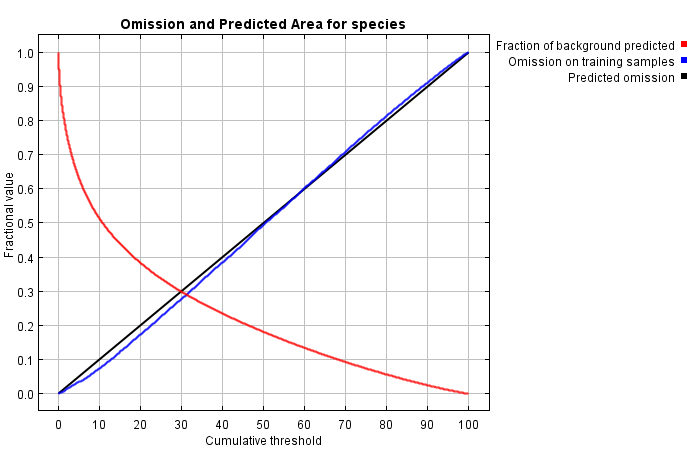 Omission and Predicted Area for species
Fraction of background predicted
Omission on training samples
Predicted omission
Fractional value
1.0
0.9
0.8
0.7
0.6
0.5
0.4
0.3
0.2
0.1
0.0
0 10 20 30 40 50 60 70 80 90 100
Cumulative threshold